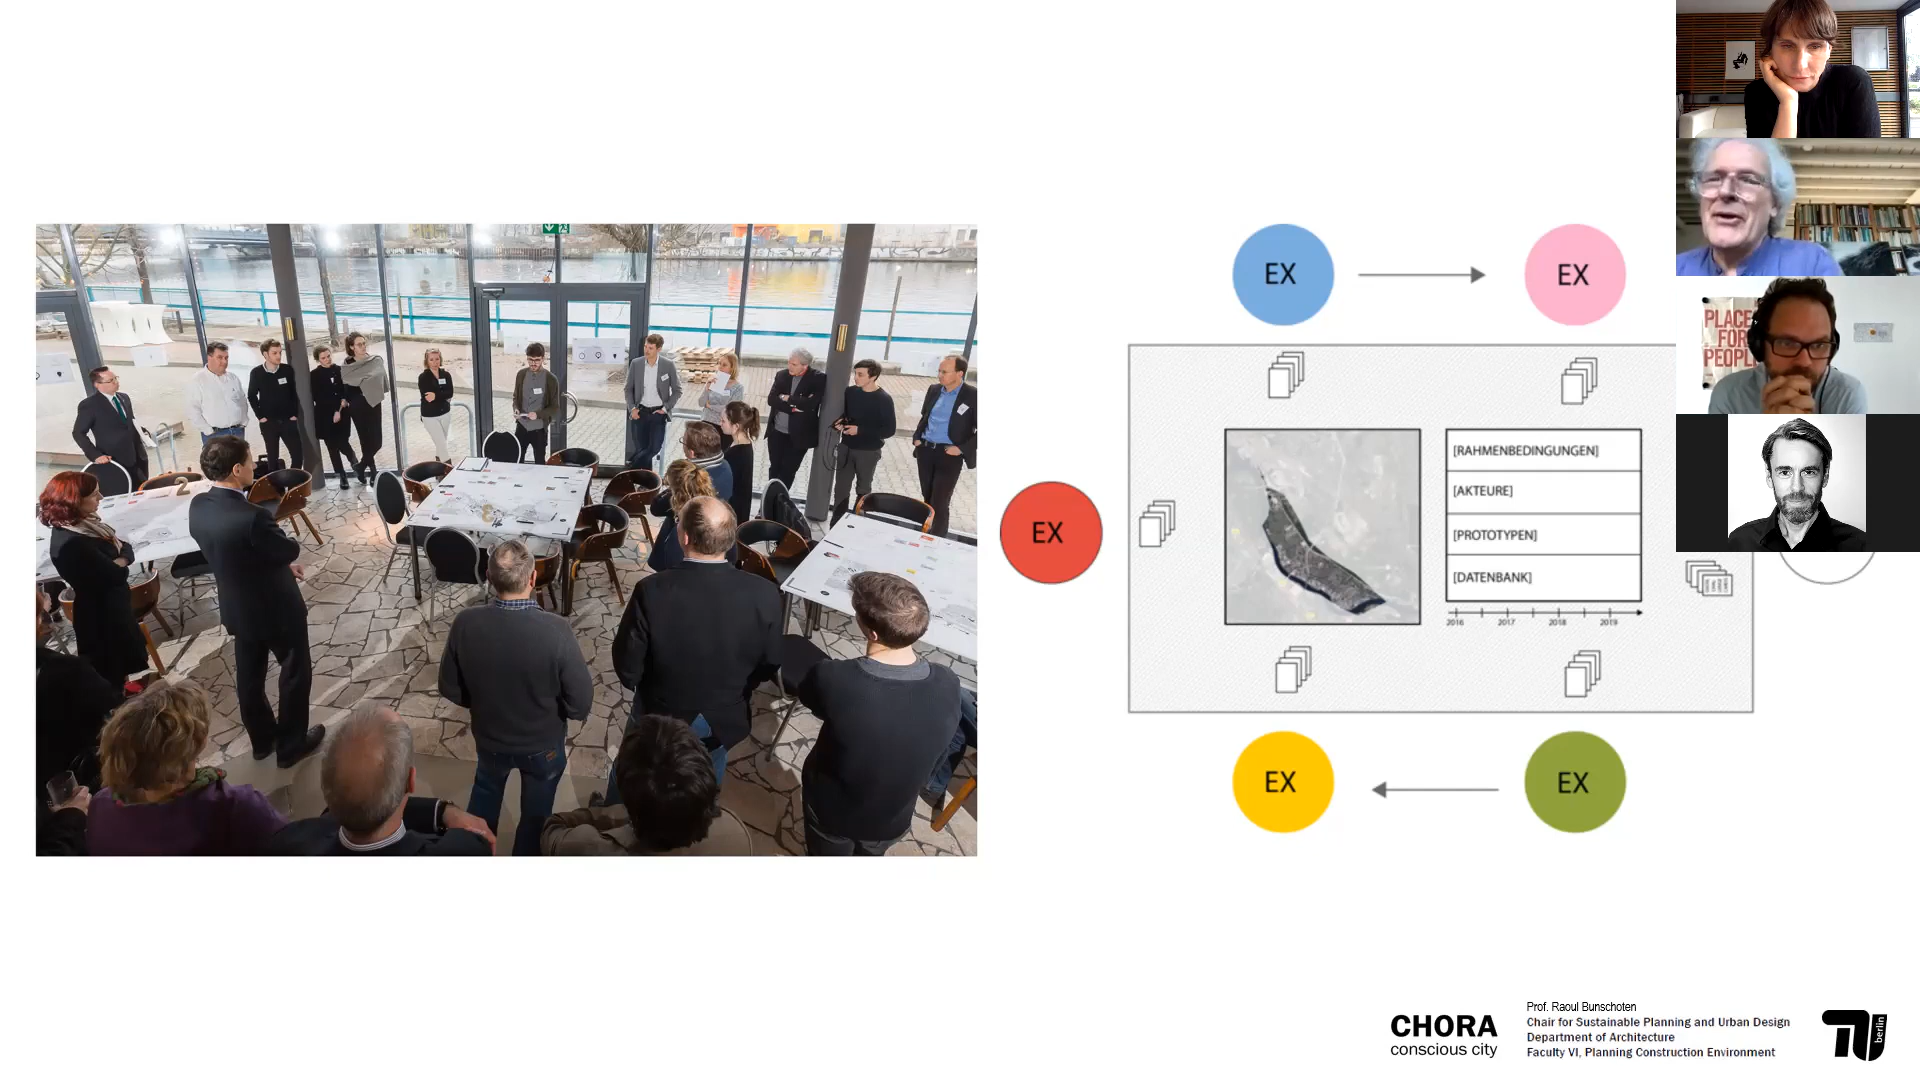 EX
EX
PLACE
FOR
PEOPL
[RAHMENBEDINGUNGEN]
[AKTEURE]
EX
[PROTOTYPEN]
[DATENBANK]
2016 2017 2018 2019
EX
EX
2
3
Prof. Raoul Bunschoten
CHORA
conscious city
Chair for Sustainable Planning and Urban Design
Department of Architecture
Faculty VI, Planning Construction Environment
berlin